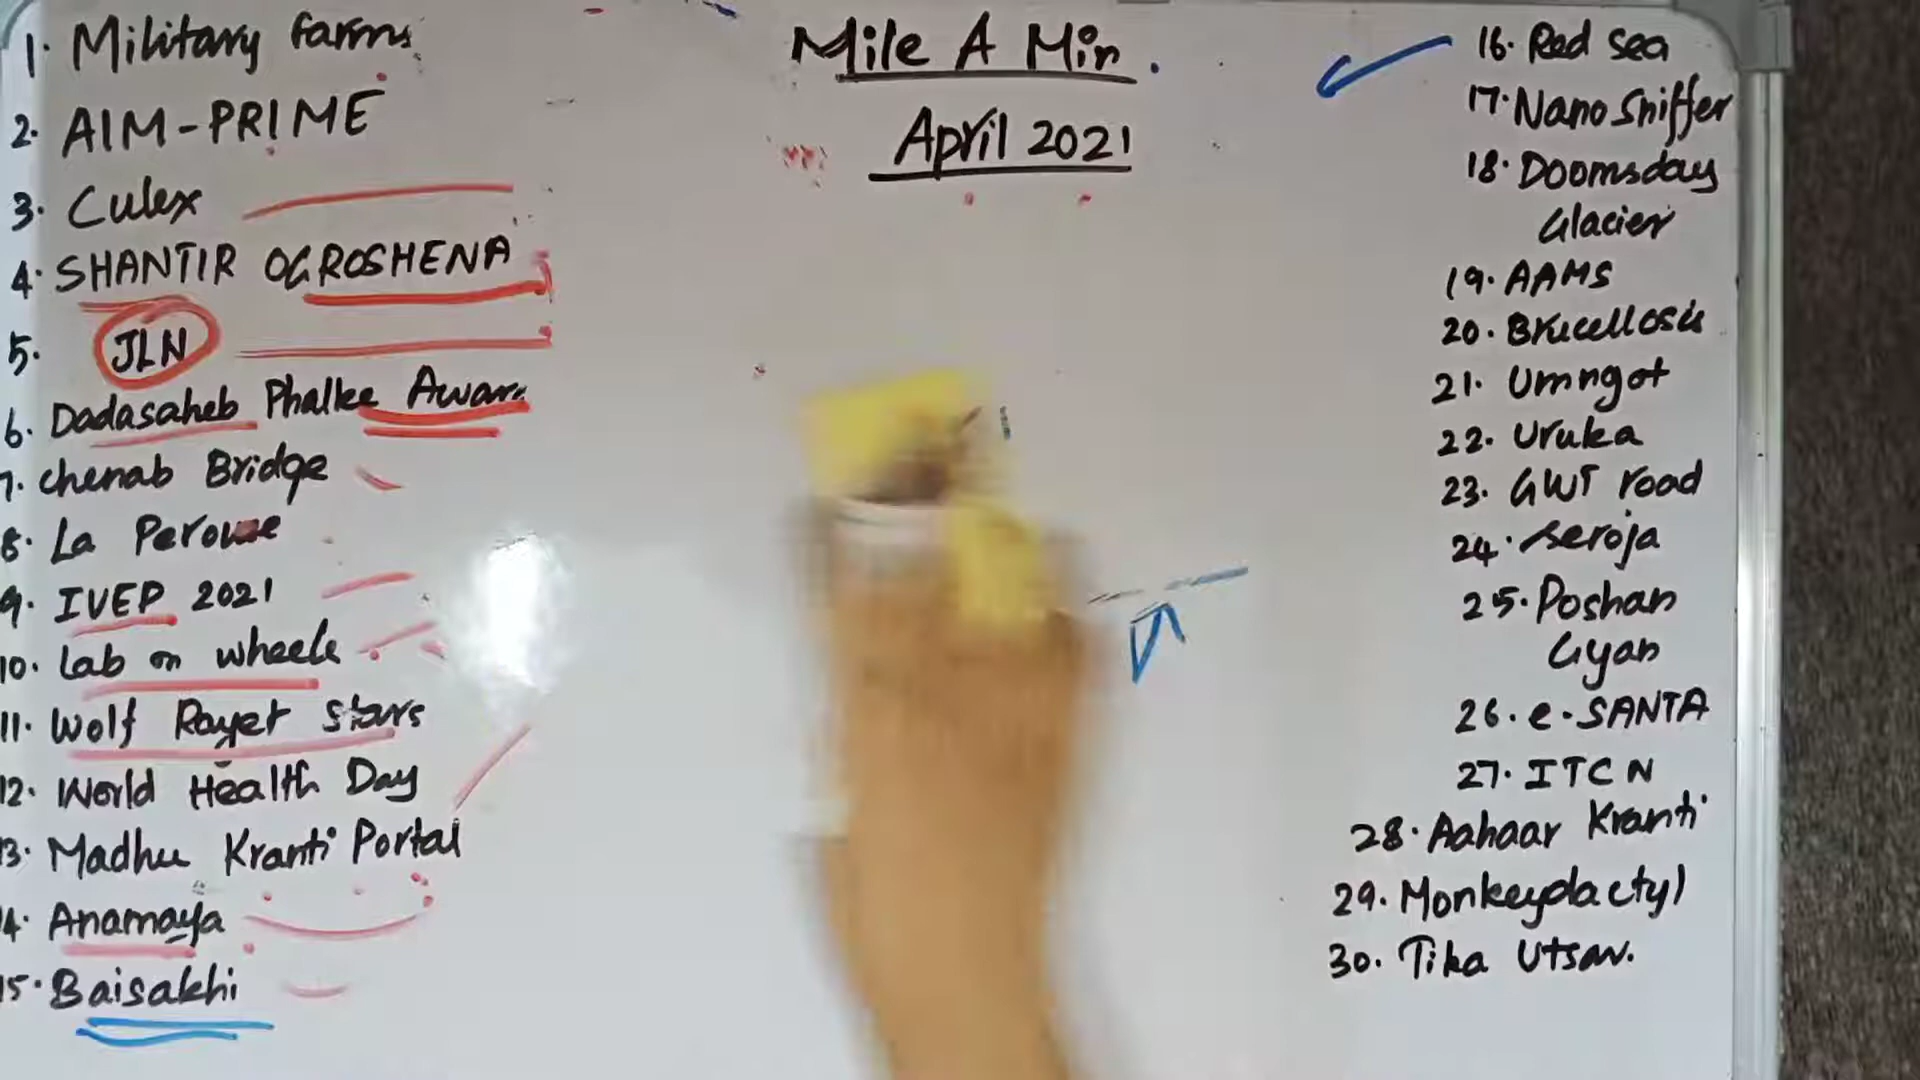 Mile A Min.
April 2021
1. Military farms
2. AIM-PRIME
3. Culex
4. SHANTIR OGROSHENA
5. JLN
6. Dadasaheb Phalke Award
7. Chenab Bridge
8. La Perouse
9. IVEP 2021
10. Lab on wheels
11. Wolf Rayet Stars
12. World Health Day
13. Madhu Kranti Portal
14. Anamaya
15. Baisakhi
16. Red Sea
17. Nano Sniffer
18. Doomsday
Glacier
19. AAMS
20. Brucellosis
21. Umngot
22. Uruka
23. GWT road
24. Seroja
25. Poshan
Gyan
26. e-SANTA
27. ITCN
28. Aahaar Kranti
29. Monkeydactyl
30. Tika Utsav.